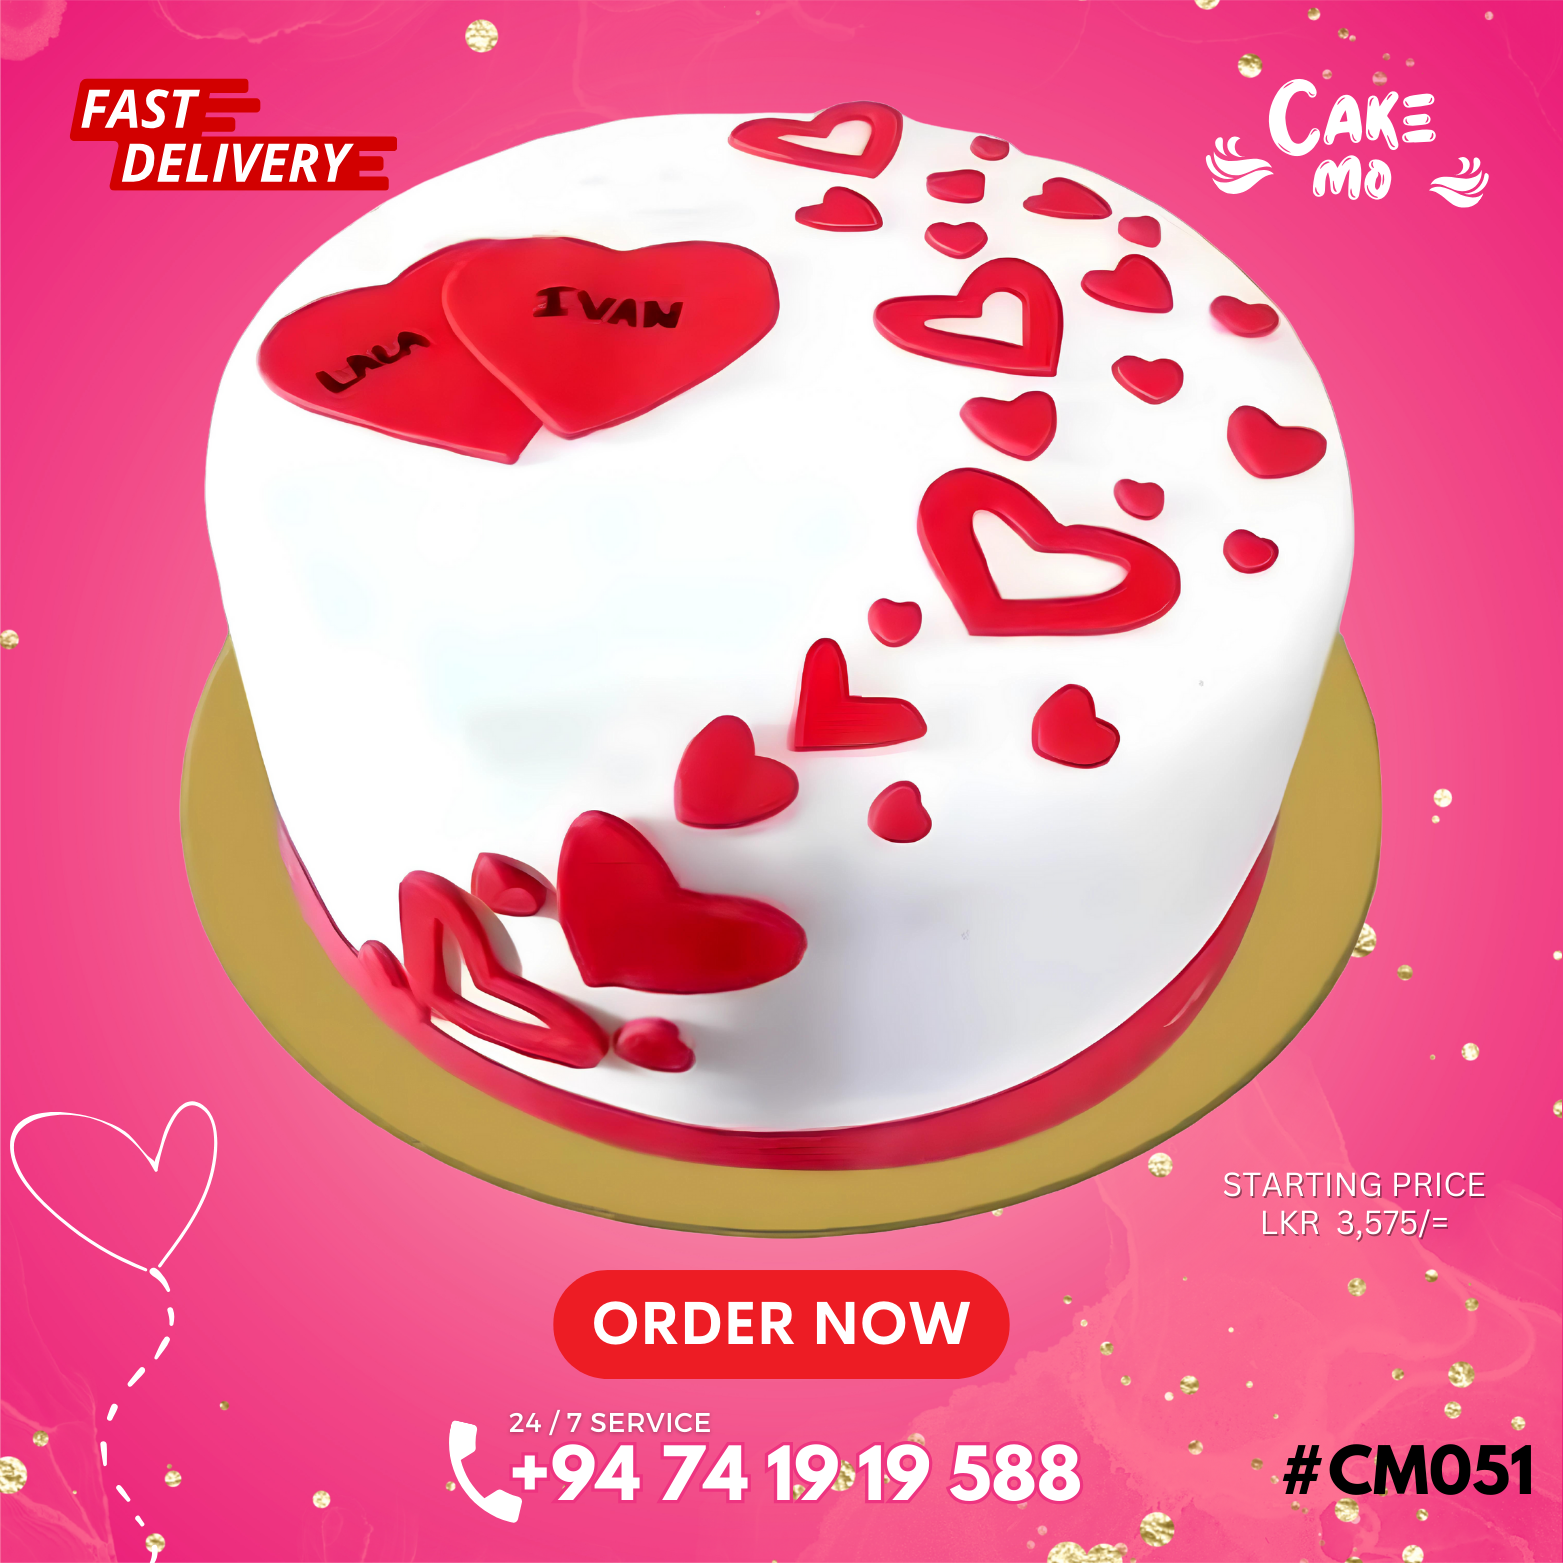 FAST
DELIVERY
CAKE
MO
LALA
IVAN
STARTING PRICE
LKR 3,575/=
ORDER NOW
24 / 7 SERVICE
+94 74 19 19 588
#CM051